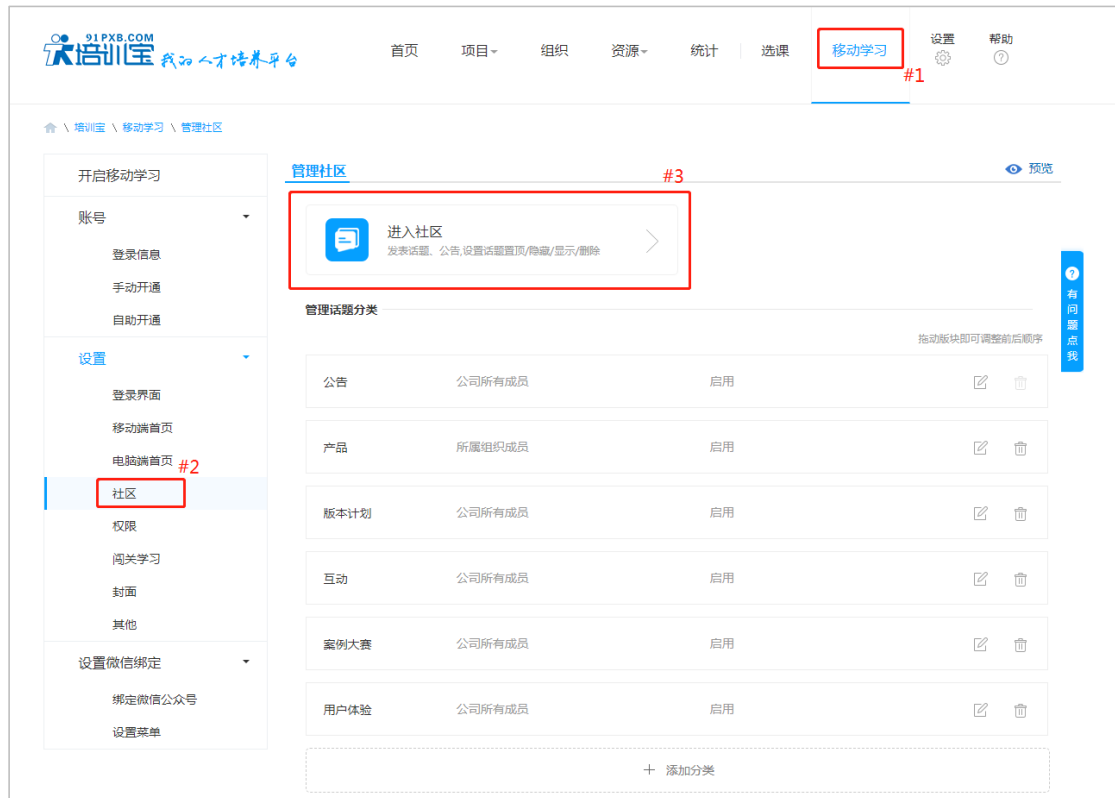 91PXB.COM
培训宝 我的人才培养平台
首页 项目 组织 资源 统计 选课 移动学习 设置 帮助
#1
\ 培训宝 \ 移动学习 \ 管理社区
开启移动学习
账号
登录信息
手动开通
自助开通
设置
登录界面
移动端首页
电脑端首页
#2
社区
权限
闯关学习
封面
其他
设置微信绑定
绑定微信公众号
设置菜单
管理社区
预览
#3
进入社区
发表话题、公告,设置话题置顶/隐藏/显示/删除
管理话题分类
拖动版块即可调整前后顺序
公告 公司所有成员 启用
产品 所属组织成员 启用
版本计划 公司所有成员 启用
互动 公司所有成员 启用
案例大赛 公司所有成员 启用
用户体验 公司所有成员 启用
+ 添加分类
?
有问题点我